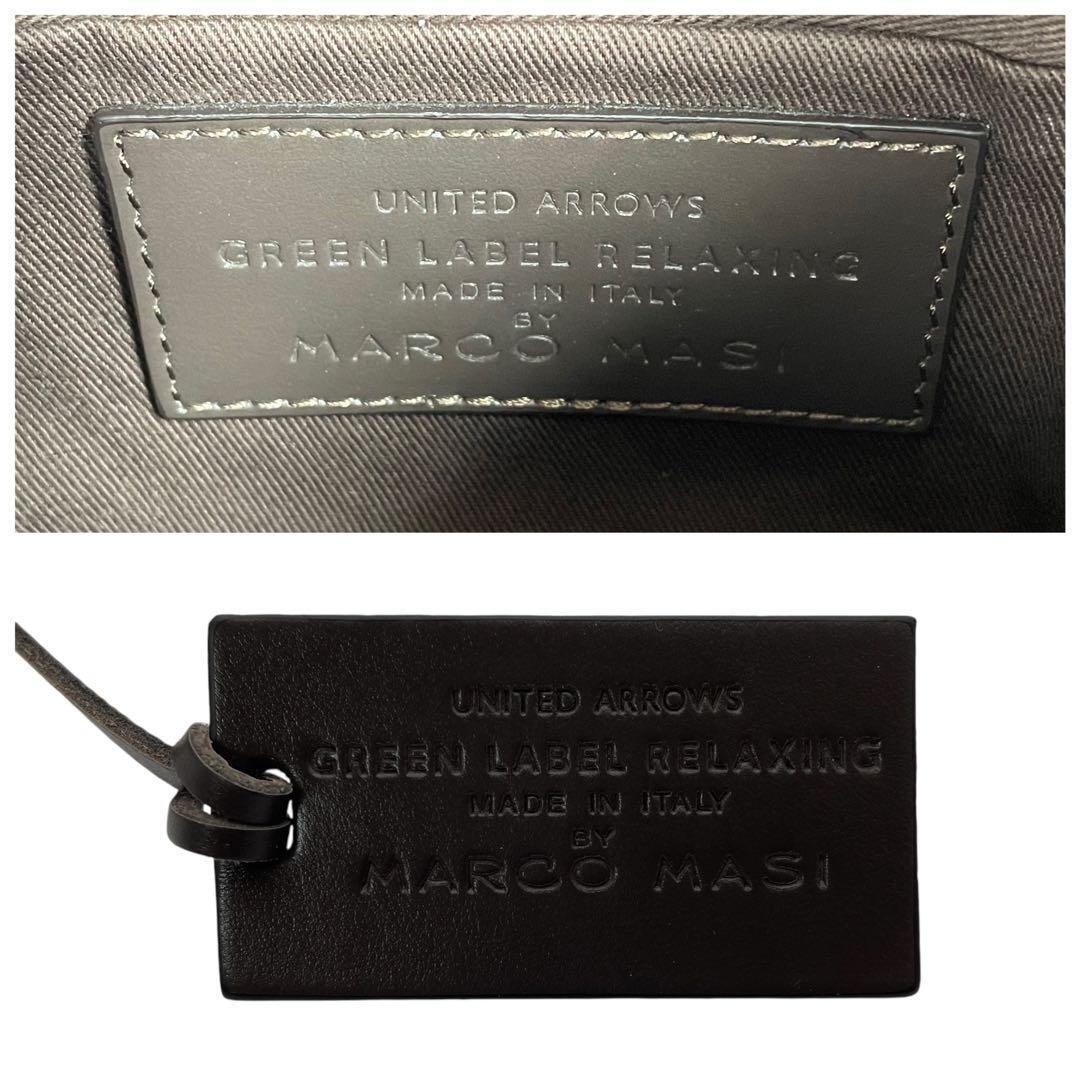 UNITED ARROWS
GREEN LABEL RELAXING
MADE IN ITALY
BY
MARCO MASI
UNITED ARROWS
GREEN LABEL RELAXING
MADE IN ITALY
BY
MARCO MASI